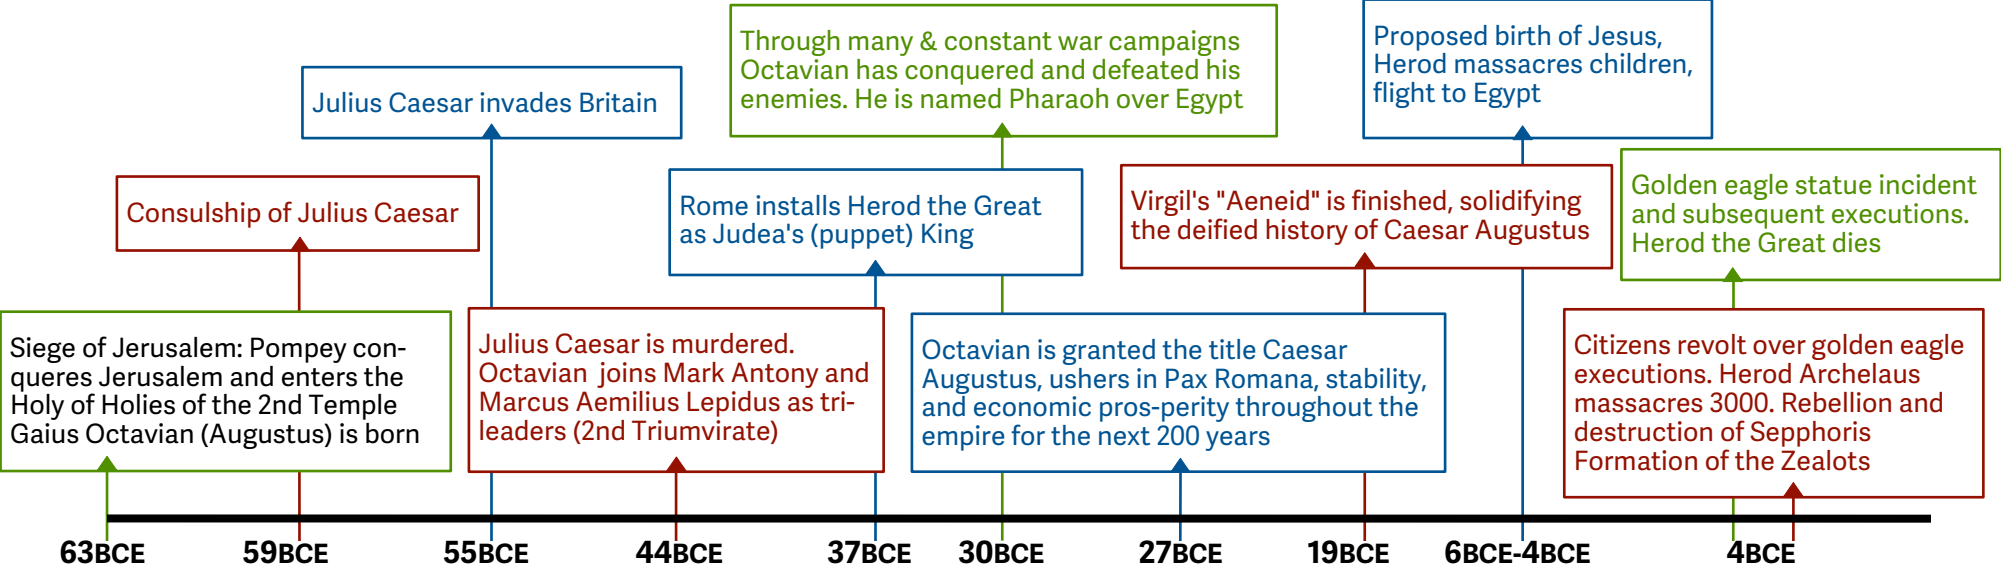 Through many & constant war campaigns
Octavian has conquered and defeated his
enemies. He is named Pharaoh over Egypt
Proposed birth of Jesus,
Herod massacres children,
flight to Egypt
Julius Caesar invades Britain
Consulship of Julius Caesar
Rome installs Herod the Great
as Judea's (puppet) King
Virgil's "Aeneid" is finished, solidifying
the deified history of Caesar Augustus
Golden eagle statue incident
and subsequent executions.
Herod the Great dies
Siege of Jerusalem: Pompey con-
queres Jerusalem and enters the
Holy of Holies of the 2nd Temple
Gaius Octavian (Augustus) is born
Julius Caesar is murdered.
Octavian joins Mark Antony and
Marcus Aemilius Lepidus as tri-
leaders (2nd Triumvirate)
Octavian is granted the title Caesar
Augustus, ushers in Pax Romana, stability,
and economic pros-perity throughout the
empire for the next 200 years
Citizens revolt over golden eagle
executions. Herod Archelaus
massacres 3000. Rebellion and
destruction of Sepphoris
Formation of the Zealots
63BCE 59BCE 55BCE 44BCE 37BCE 30BCE 27BCE 19BCE 6BCE-4BCE 4BCE